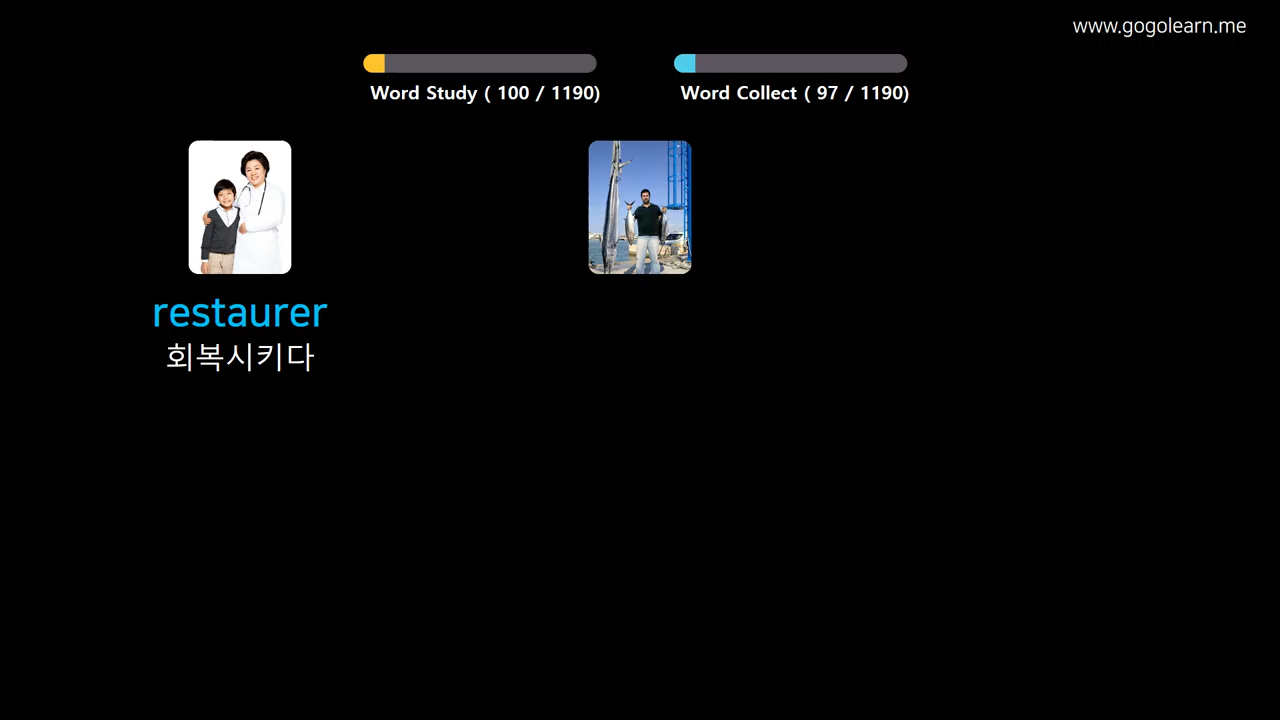 www.gogolearn.me
Word Study ( 100 / 1190)
Word Collect ( 97 / 1190)
restaurer
회복시키다